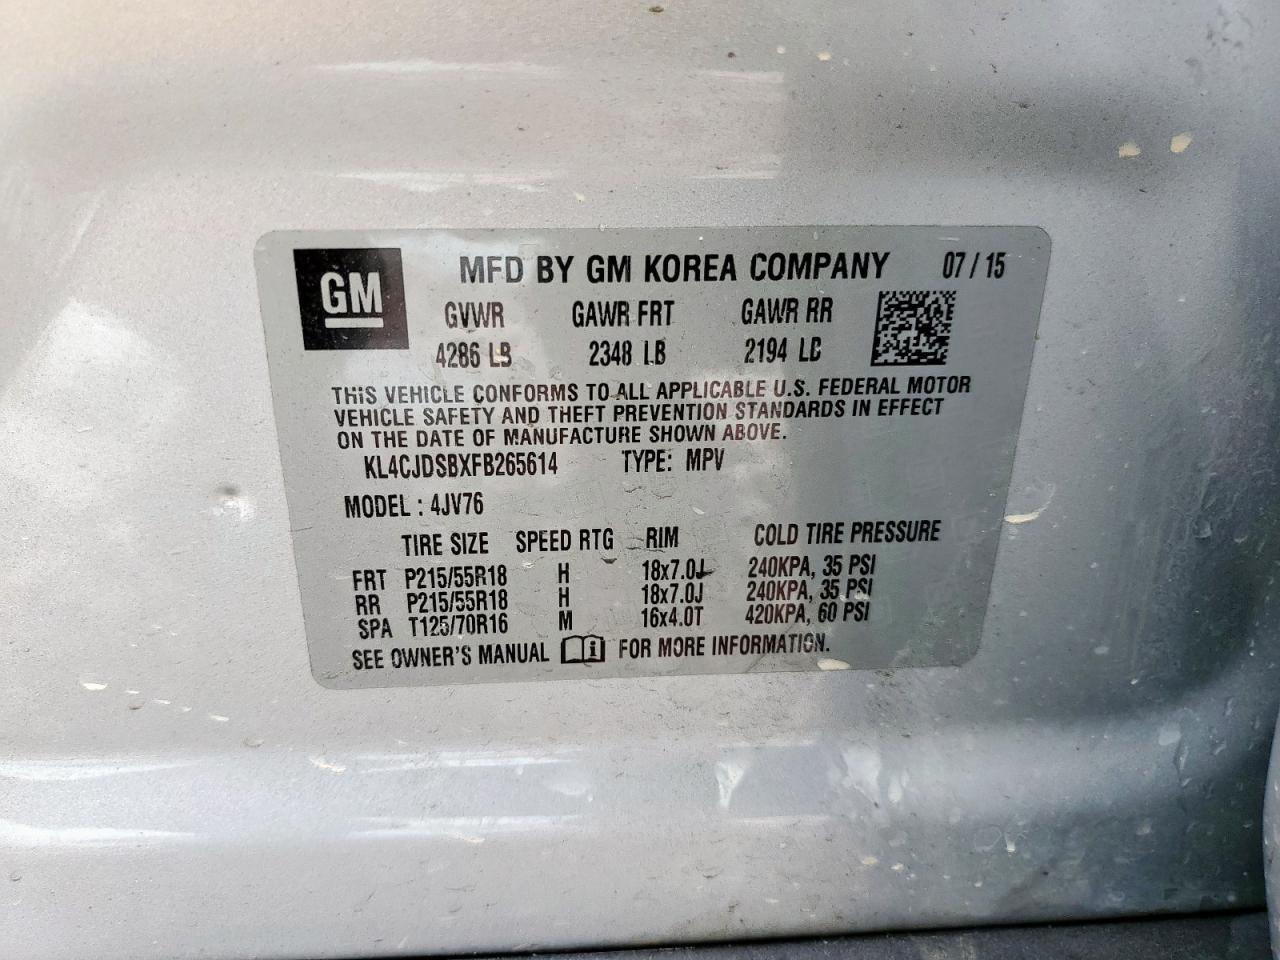 GM
MFD BY GM KOREA COMPANY 07/15
GVWR GAWR FRT GAWR RR
4286 LB 2348 LB 2194 LB
THIS VEHICLE CONFORMS TO ALL APPLICABLE U.S. FEDERAL MOTOR
VEHICLE SAFETY AND THEFT PREVENTION STANDARDS IN EFFECT
ON THE DATE OF MANUFACTURE SHOWN ABOVE.
KL4CJDSBXFB265614 TYPE: MPV
MODEL : 4JV76
TIRE SIZE SPEED RTG RIM COLD TIRE PRESSURE
FRT P215/55R18 H 18x7.0J 240KPA, 35 PSI
RR P215/55R18 H 18x7.0J 240KPA, 35 PSI
SPA T125/70R16 M 16x4.0T 420KPA, 60 PSI
SEE OWNER'S MANUAL i FOR MORE INFORMATION.